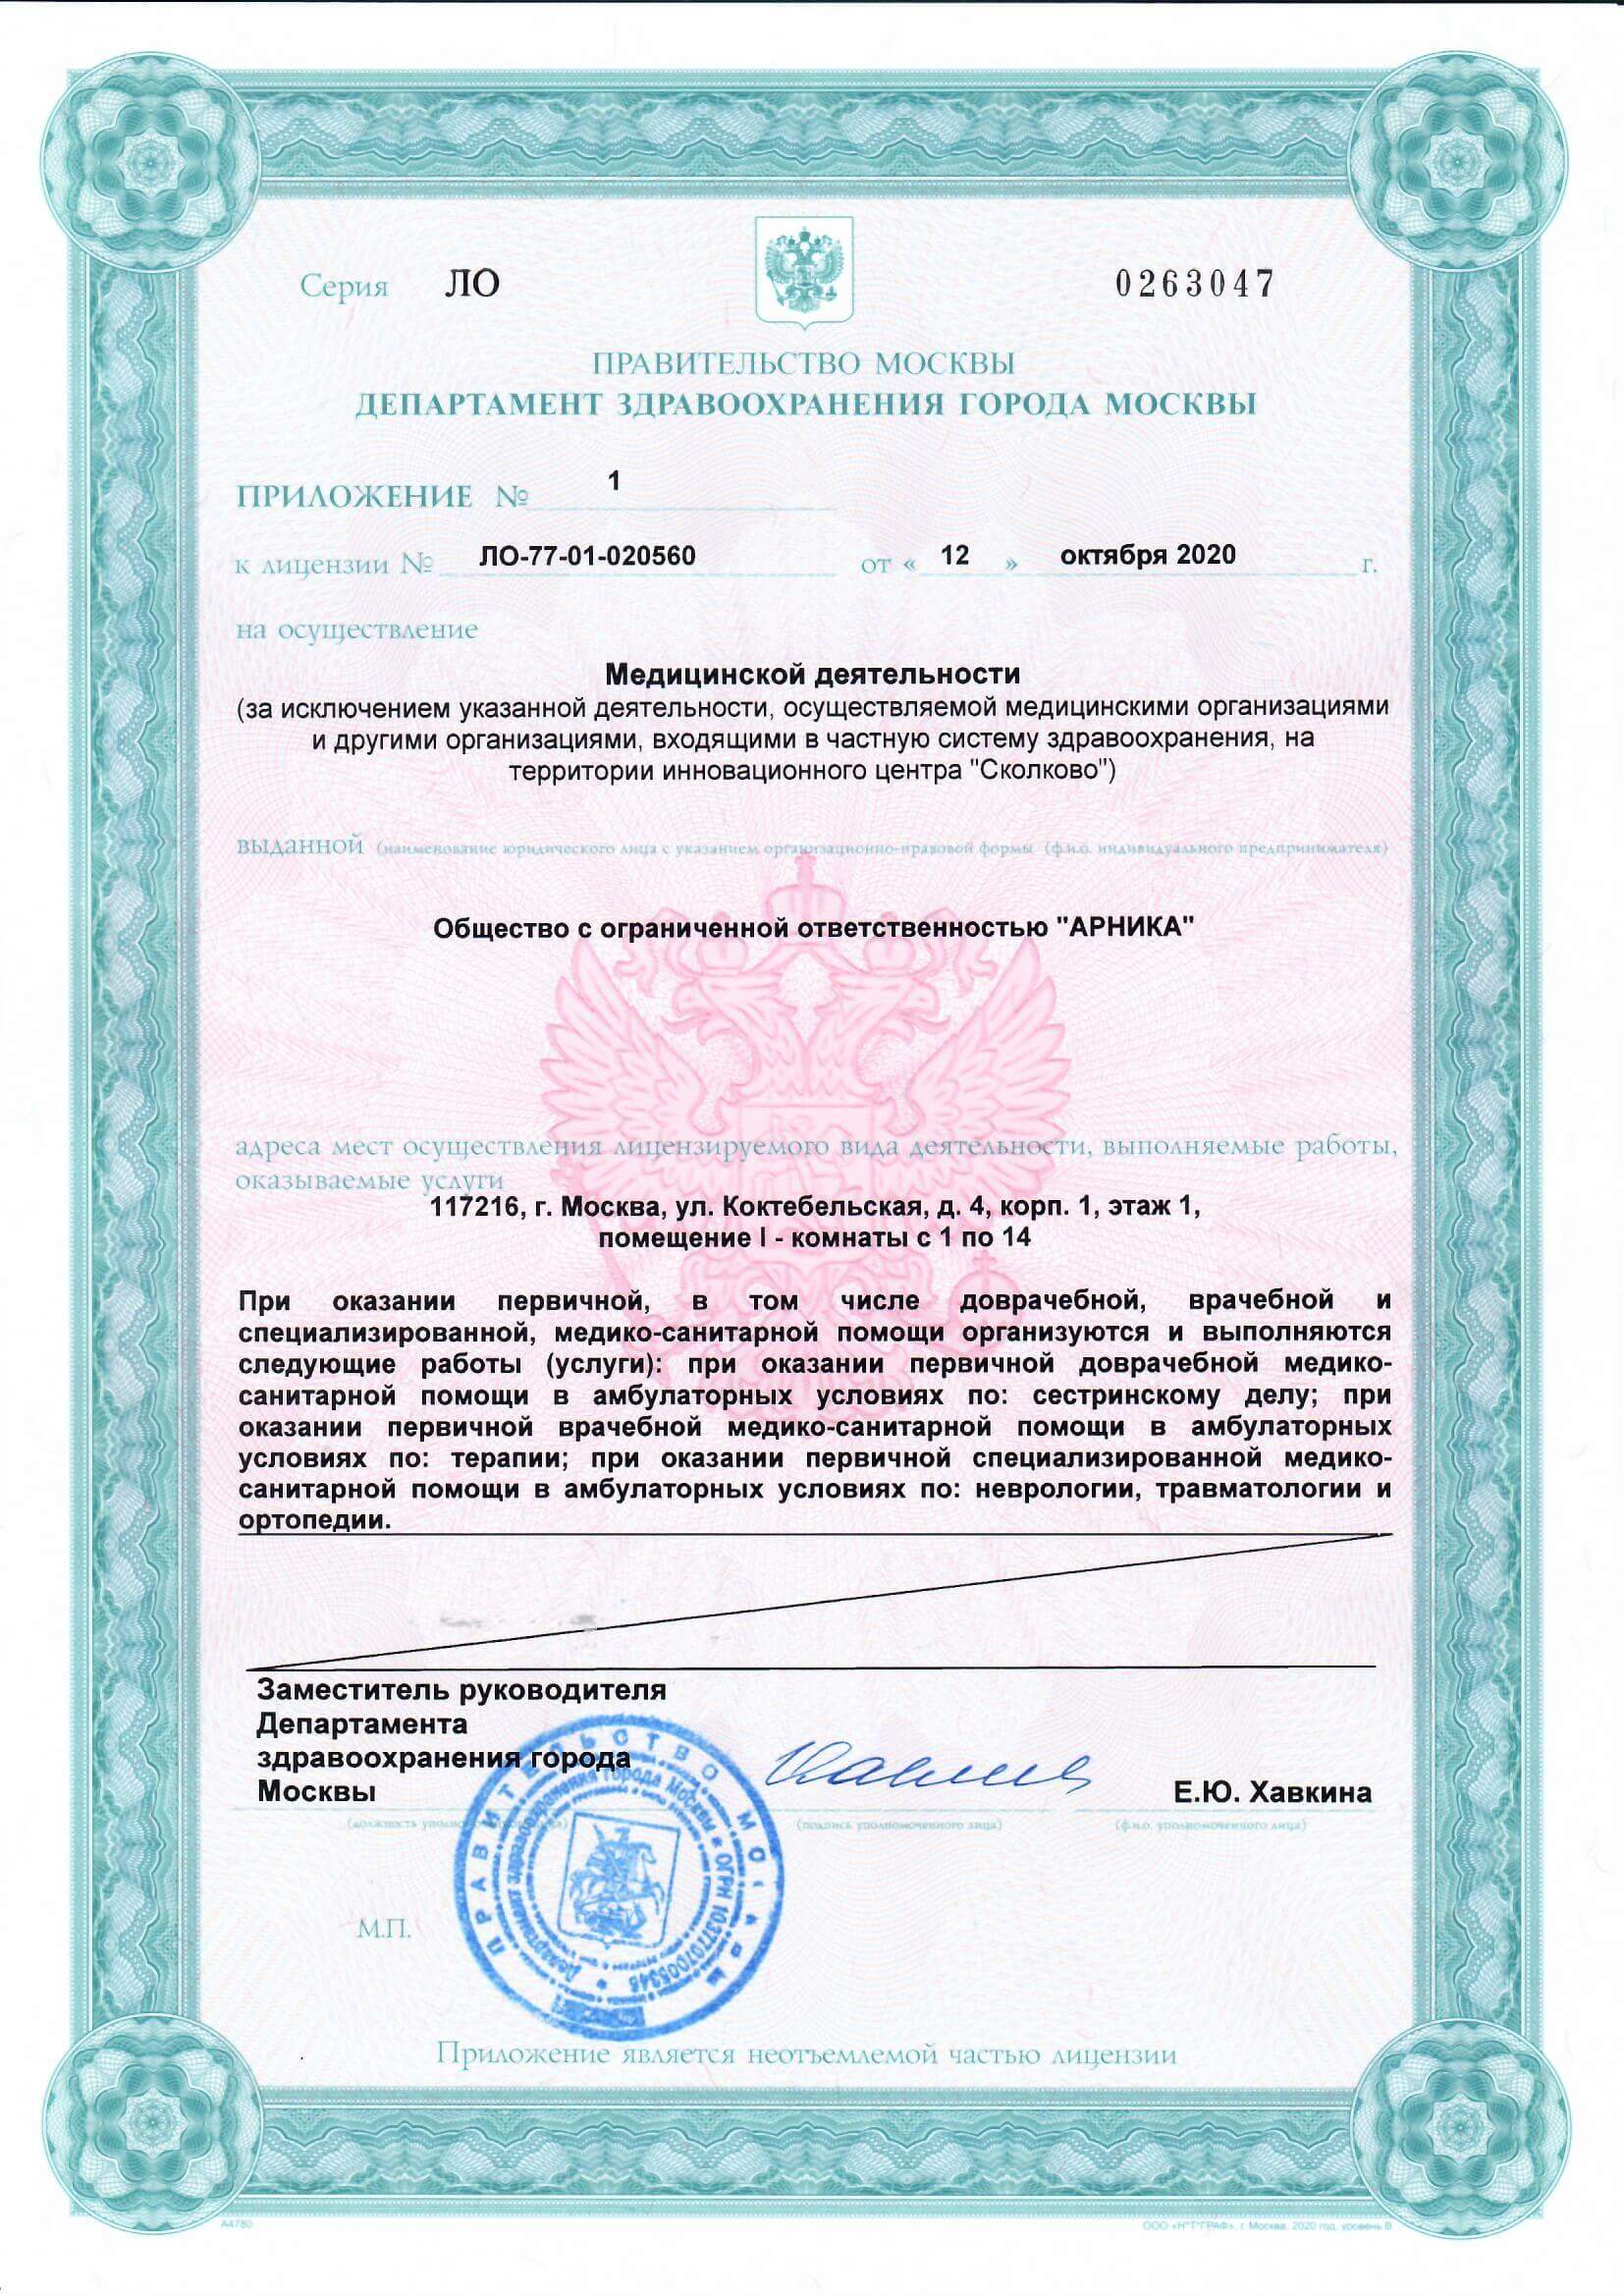 Серия ЛО 0263047
ПРАВИТЕЛЬСТВО МОСКВЫ
ДЕПАРТАМЕНТ ЗДРАВООХРАНЕНИЯ ГОРОДА МОСКВЫ
ПРИЛОЖЕНИЕ № 1
к лицензии № ЛО-77-01-020560 от « 12 » октября 2020 г.
на осуществление
Медицинской деятельности
(за исключением указанной деятельности, осуществляемой медицинскими организациями
и другими организациями, входящими в частную систему здравоохранения, на
территории инновационного центра "Сколково")
выданной (наименование юридического лица с указанием организационно-правовой формы (ф.и.о. индивидуального предпринимателя)
Общество с ограниченной ответственностью "АРНИКА"
адреса мест осуществления лицензируемого вида деятельности, выполняемые работы,
оказываемые услуги
117216, г. Москва, ул. Коктебельская, д. 4, корп. 1, этаж 1,
помещение I - комнаты с 1 по 14
При оказании первичной, в том числе доврачебной, врачебной и
специализированной, медико-санитарной помощи организуются и выполняются
следующие работы (услуги): при оказании первичной доврачебной медико-
санитарной помощи в амбулаторных условиях по: сестринскому делу; при
оказании первичной врачебной медико-санитарной помощи в амбулаторных
условиях по: терапии; при оказании первичной специализированной медико-
санитарной помощи в амбулаторных условиях по: неврологии, травматологии и
ортопедии.
Заместитель руководителя
Департамента
здравоохранения города
Москвы
Е.Ю. Хавкина
(должность (подпись уполномоченного лица) (ф.и.о. уполномоченного лица)
ПРАВИТЕЛЬСТВО
Департамент здравоохранения города Москвы ОГРН 1037707005346
М.П.
Приложение является неотъемлемой частью лицензии
А4780
ООО «Н*Т*ГРАФ», г. Москва, 2020 год, уровень В